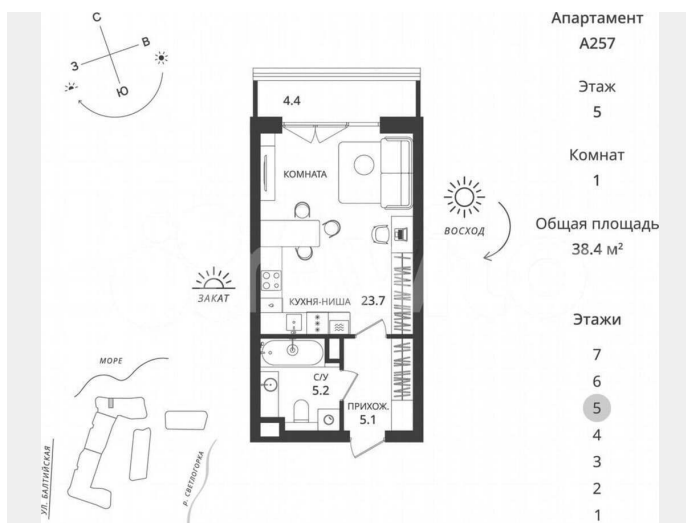 С
В
З
Ю
4.4
КОМНАТА
КУХНЯ-НИША
23.7
С/У
5.2
ПРИХОЖ.
5.1
ВОСХОД
ЗАКАТ
МОРЕ
УЛ. БАЛТИЙСКАЯ
Р. СВЕТЛОГОРКА
Апартамент
А257
Этаж
5
Комнат
1
Общая площадь
38.4 м²
Этажи
7
6
5
4
3
2
1